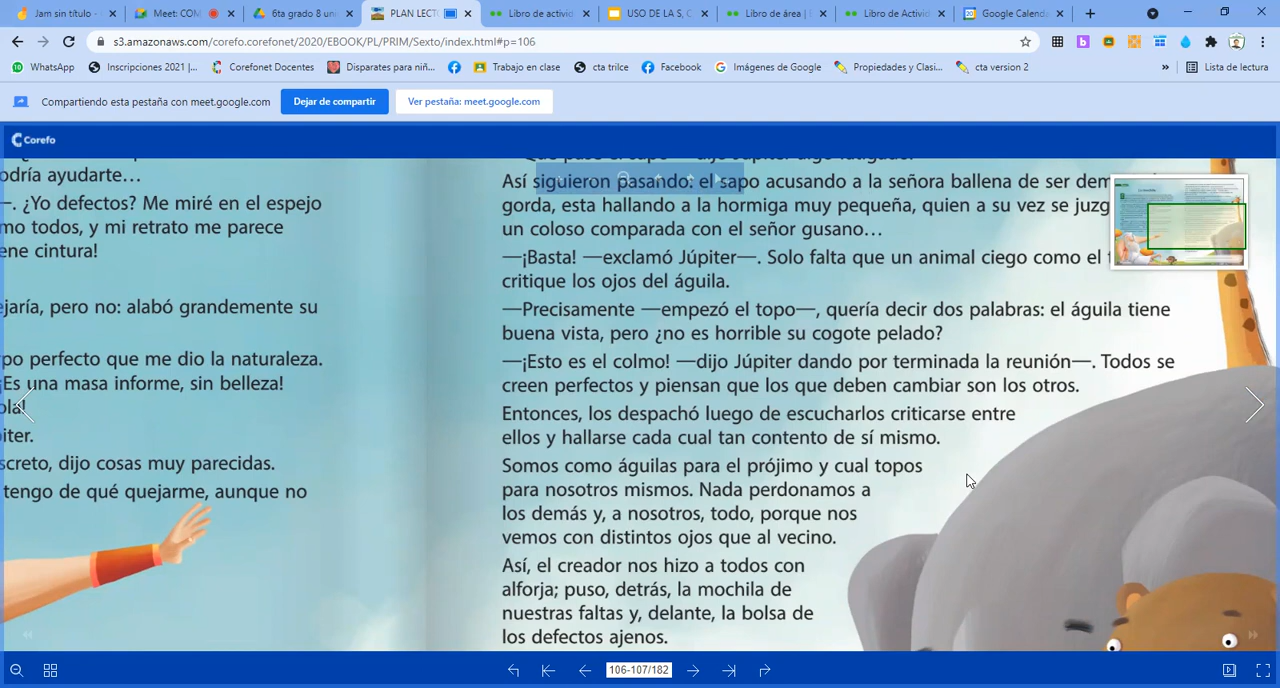 Jam sin título
Meet: CON
6ta grado 8 uni
PLAN LECT
Libro de activid
USO DE LA S, C
Libro de área | E
Libro de Activid
Google Calenda
s3.amazonaws.com/corefo.corefonet/2020/EBOOK/PL/PRIM/Sexto/index.html#p=106
WhatsApp
Inscripciones 2021 |...
Corefonet Docentes
Disparates para niñ...
Trabajo en clase
cta trilce
Facebook
Imágenes de Google
Propiedades y Clasi...
cta version 2
»
Lista de lectura
Compartiendo esta pestaña con meet.google.com
Dejar de compartir
Ver pestaña: meet.google.com
Corefo
odría ayudarte…
—. ¿Yo defectos? Me miré en el espejo
mo todos, y mi retrato me parece
ene cintura!
ejaría, pero no: alabó grandemente su
po perfecto que me dio la naturaleza.
¡Es una masa informe, sin belleza!
ola!
piter.
screto, dijo cosas muy parecidas.
tengo de qué quejarme, aunque no
Así siguieron pasando: el sapo acusando a la señora ballena de ser dem
gorda, esta hallando a la hormiga muy pequeña, quien a su vez se juzg
un coloso comparada con el señor gusano…
—¡Basta! —exclamó Júpiter—. Solo falta que un animal ciego como el t
critique los ojos del águila.
—Precisamente —empezó el topo—, quería decir dos palabras: el águila tiene
buena vista, pero ¿no es horrible su cogote pelado?
—¡Esto es el colmo! —dijo Júpiter dando por terminada la reunión—. Todos se
creen perfectos y piensan que los que deben cambiar son los otros.
Entonces, los despachó luego de escucharlos criticarse entre
ellos y hallarse cada cual tan contento de sí mismo.
Somos como águilas para el prójimo y cual topos
para nosotros mismos. Nada perdonamos a
los demás y, a nosotros, todo, porque nos
vemos con distintos ojos que al vecino.
Así, el creador nos hizo a todos con
alforja; puso, detrás, la mochila de
nuestras faltas y, delante, la bolsa de
los defectos ajenos.
106-107/182